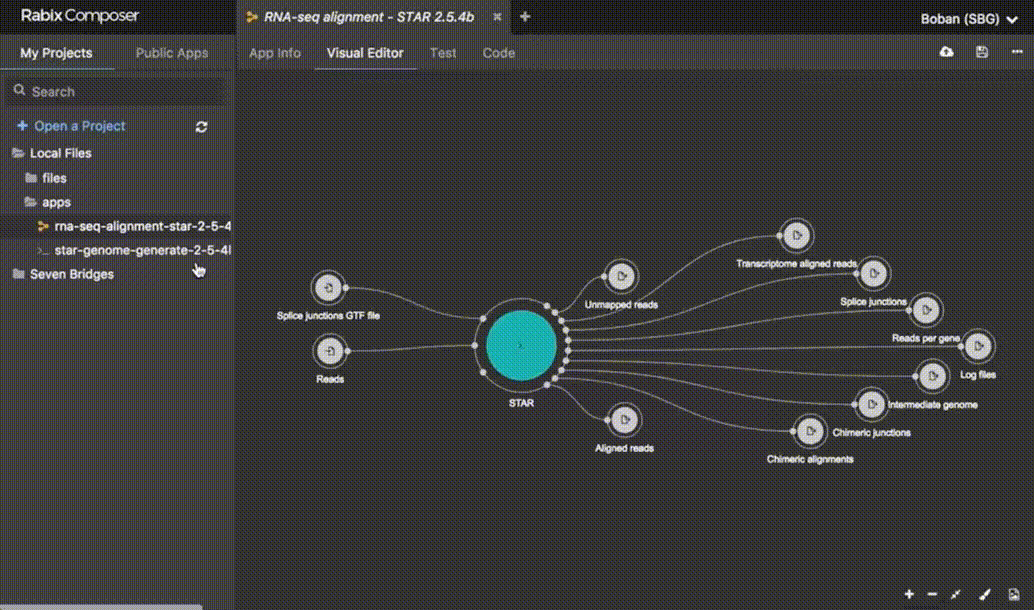 Rabix Composer
RNA-seq alignment - STAR 2.5.4b
Boban (SBG)
My Projects
Public Apps
App Info
Visual Editor
Test
Code
Search
Open a Project
Local Files
files
apps
rna-seq-alignment-star-2-5-4
star-genome-generate-2-5-4
Seven Bridges
Transcriptome aligned reads
Splice junctions
Unmapped reads
Splice junctions GTF file
Reads per gene
Reads
Log files
STAR
Intermediate genome
Chimeric junctions
Aligned reads
Chimeric alignments